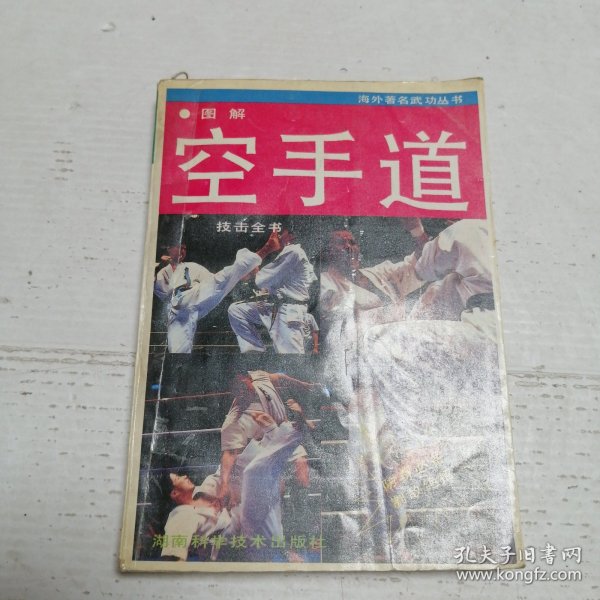 海外著名武功丛书
图解
空手道
技击全书
湖南科学技术出版社
孔夫子旧书网
www.kongfz.com